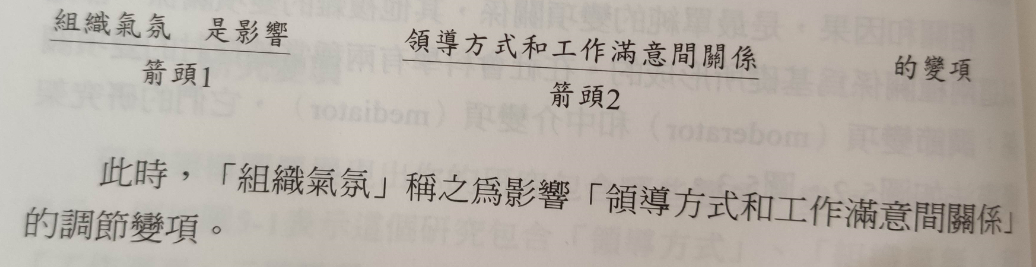 組織氣氛 是影響 領導方式和工作滿意間關係 的變項
箭頭1 箭頭2
此時，「組織氣氛」稱之為影響「領導方式和工作滿意間關係」
的調節變項。